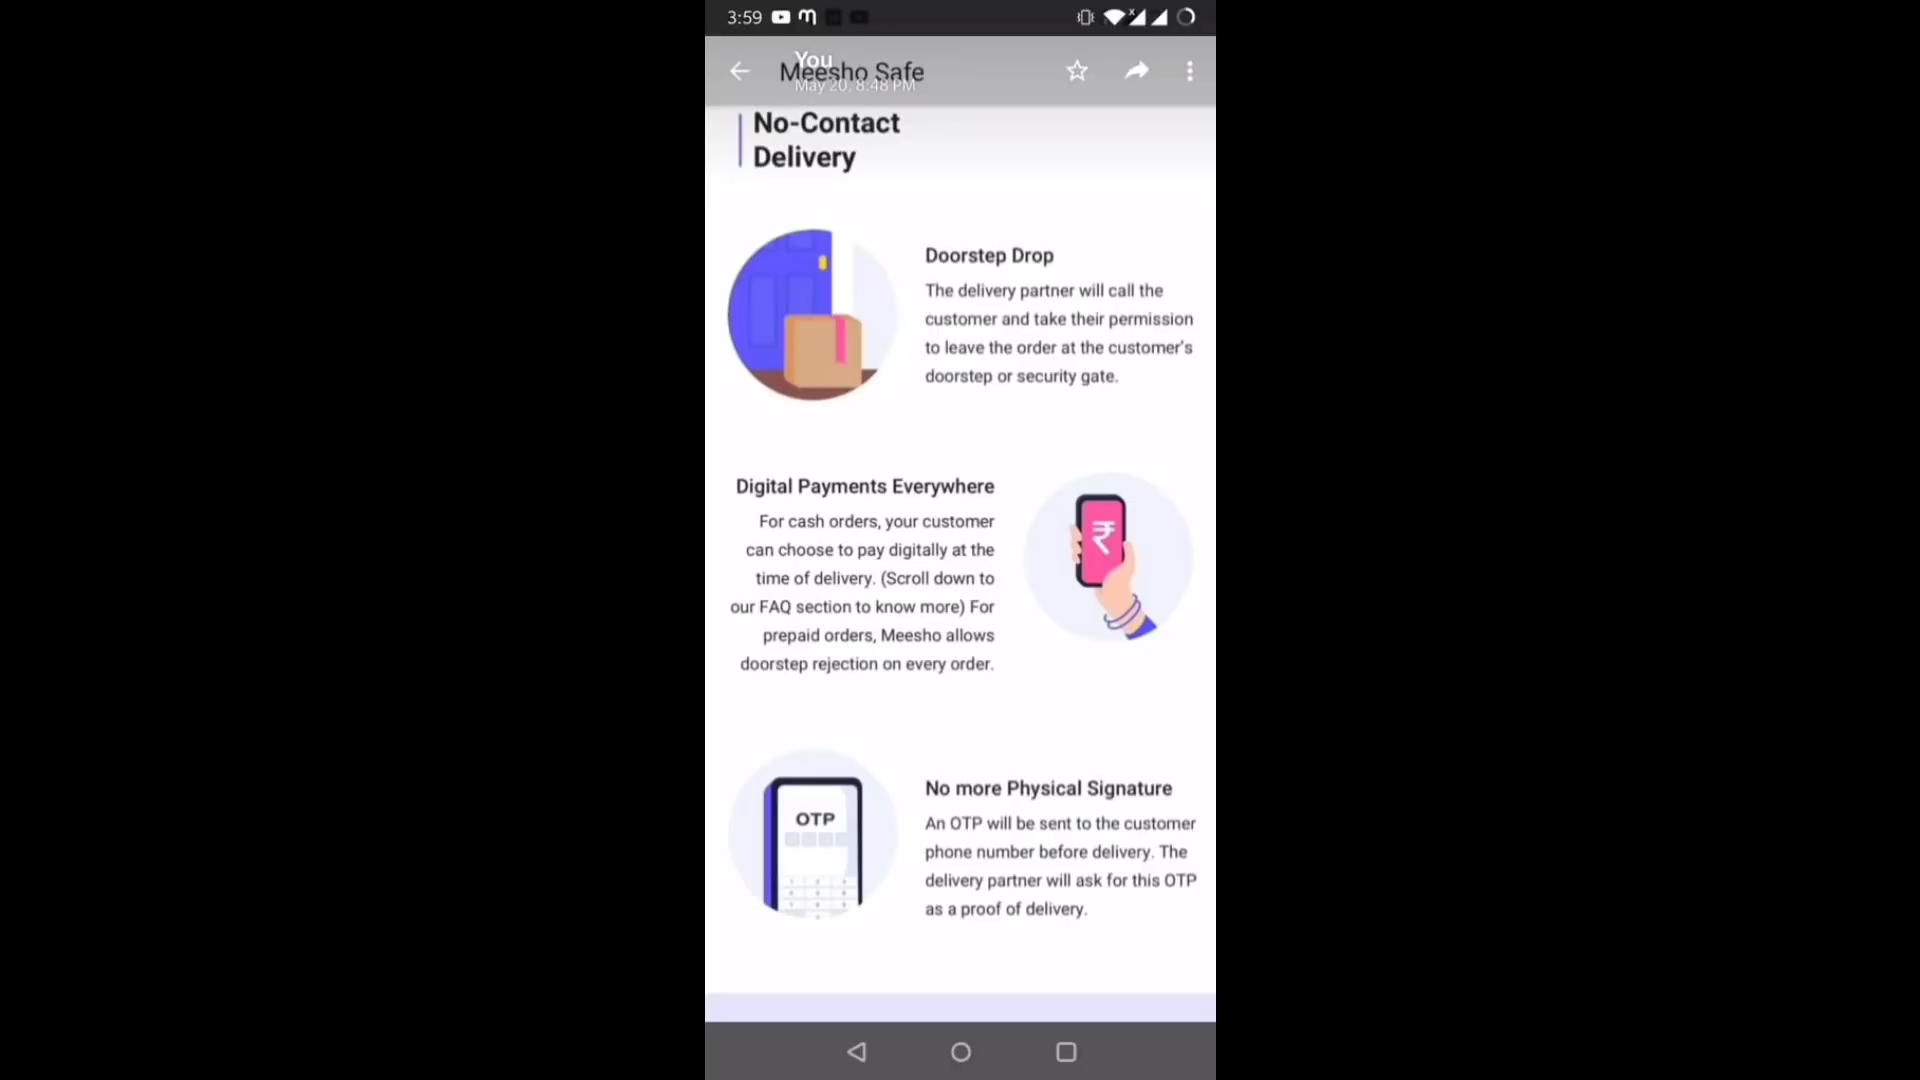 3:59
You
Meesho Safe
May 20, 8:48 PM
No-Contact
Delivery
Doorstep Drop
The delivery partner will call the
customer and take their permission
to leave the order at the customer's
doorstep or security gate.
Digital Payments Everywhere
For cash orders, your customer
can choose to pay digitally at the
time of delivery. (Scroll down to
our FAQ section to know more) For
prepaid orders, Meesho allows
doorstep rejection on every order.
₹
No more Physical Signature
An OTP will be sent to the customer
phone number before delivery. The
delivery partner will ask for this OTP
as a proof of delivery.
OTP